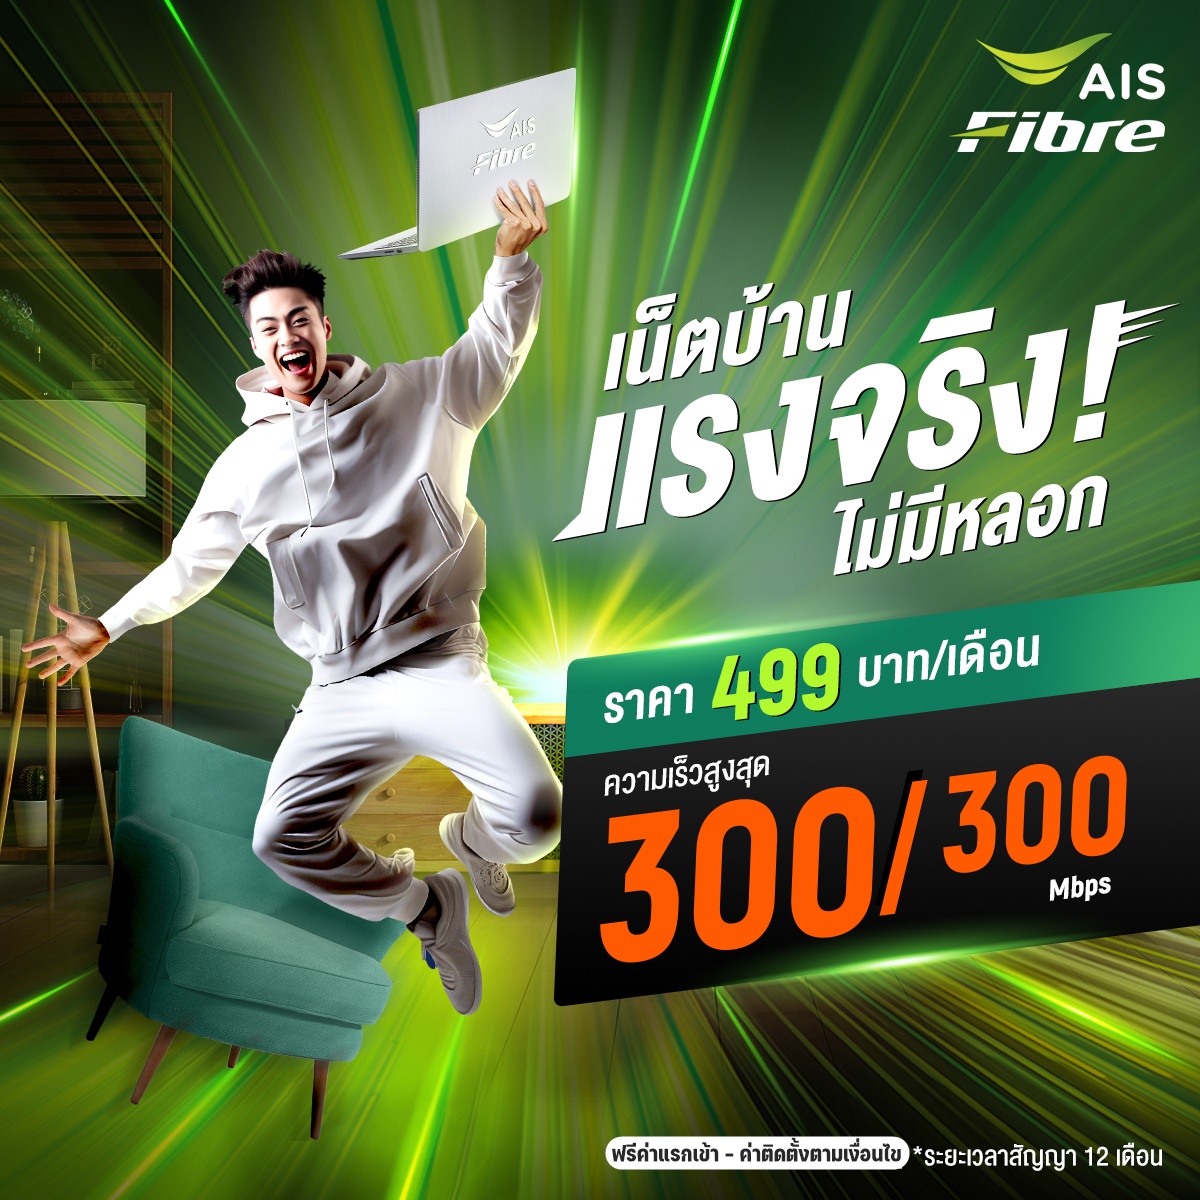 AIS
Fibre
AIS
Fibre
เน็ตบ้าน
แรงจริง!
ไม่มีหลอก
ราคา 499 บาท/เดือน
ความเร็วสูงสุด
300/300
Mbps
ฟรีค่าแรกเข้า - ค่าติดตั้งตามเงื่อนไข *ระยะเวลาสัญญา 12 เดือน